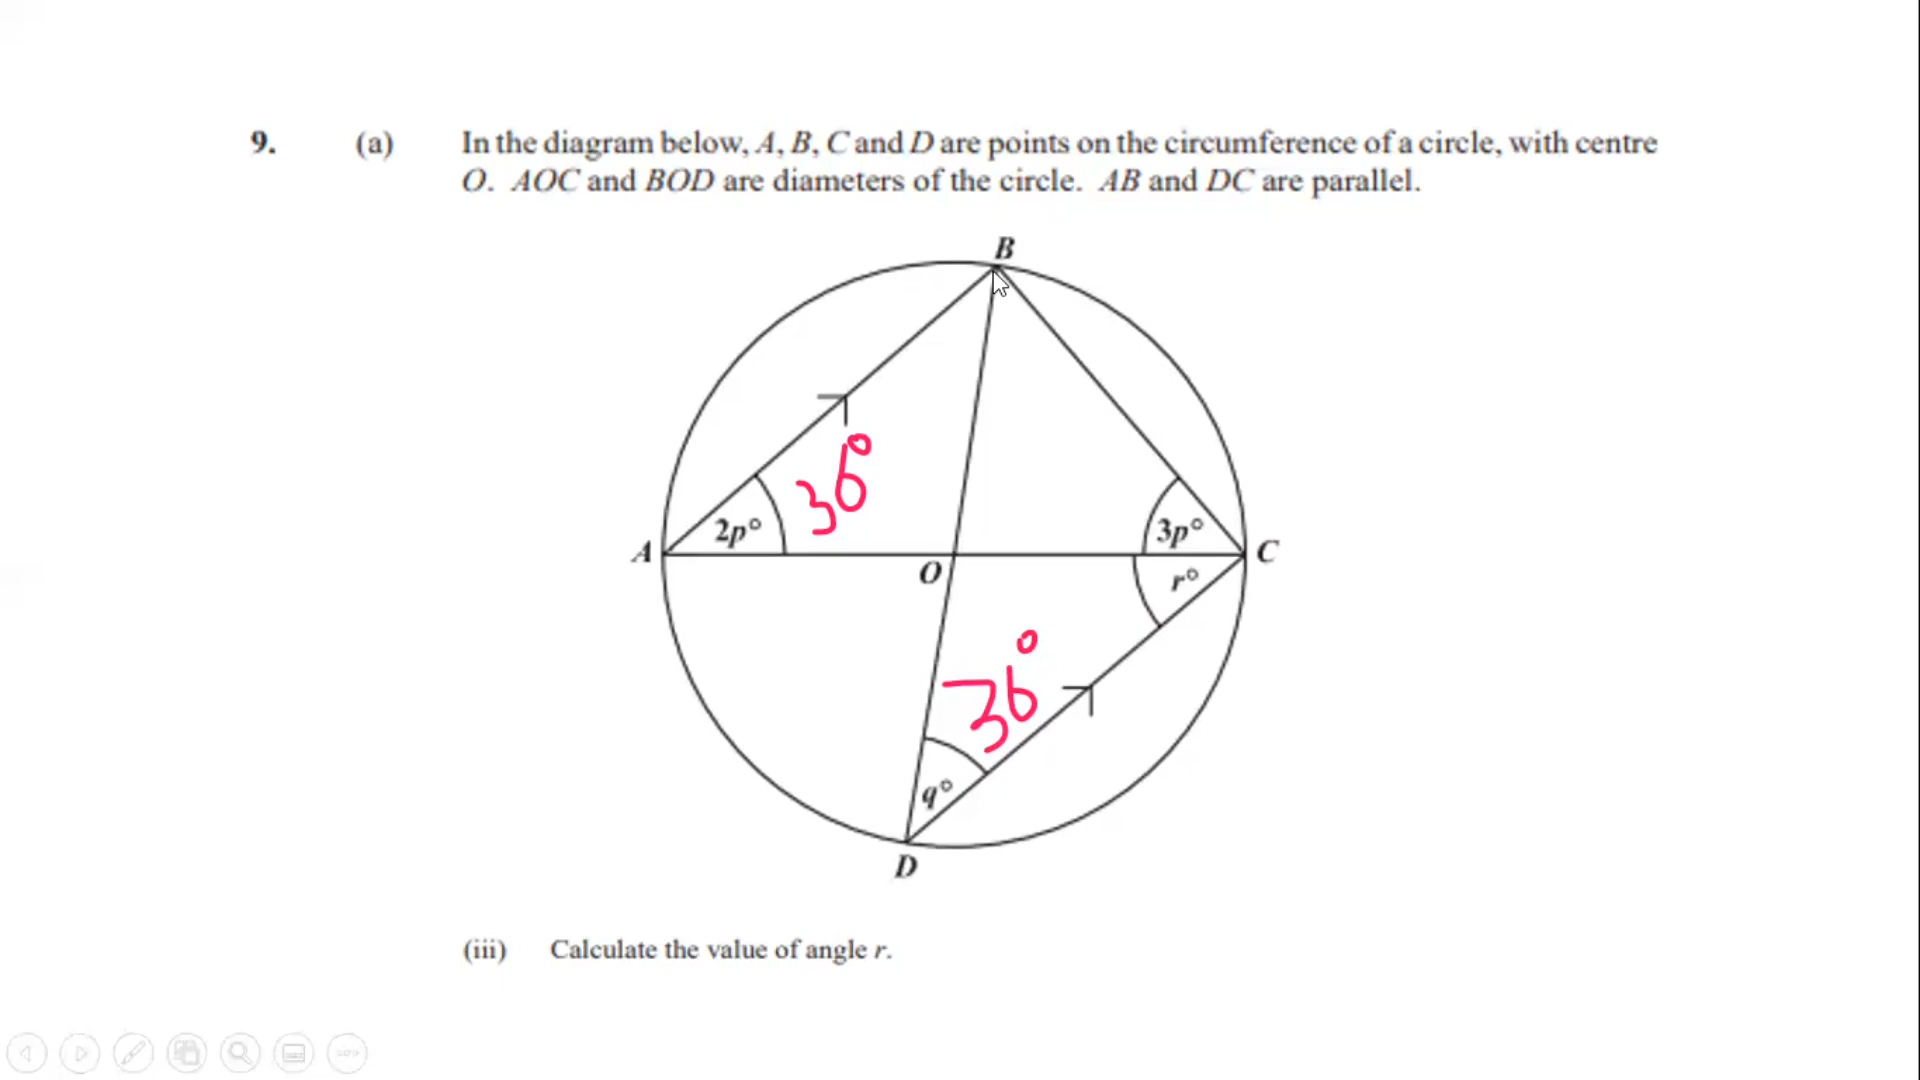 9. (a) In the diagram below, A, B, C and D are points on the circumference of a circle, with centre
O. AOC and BOD are diameters of the circle. AB and DC are parallel.
B
36°
2p° 3p°
A C
O r°
36°
q°
D
(iii) Calculate the value of angle r.